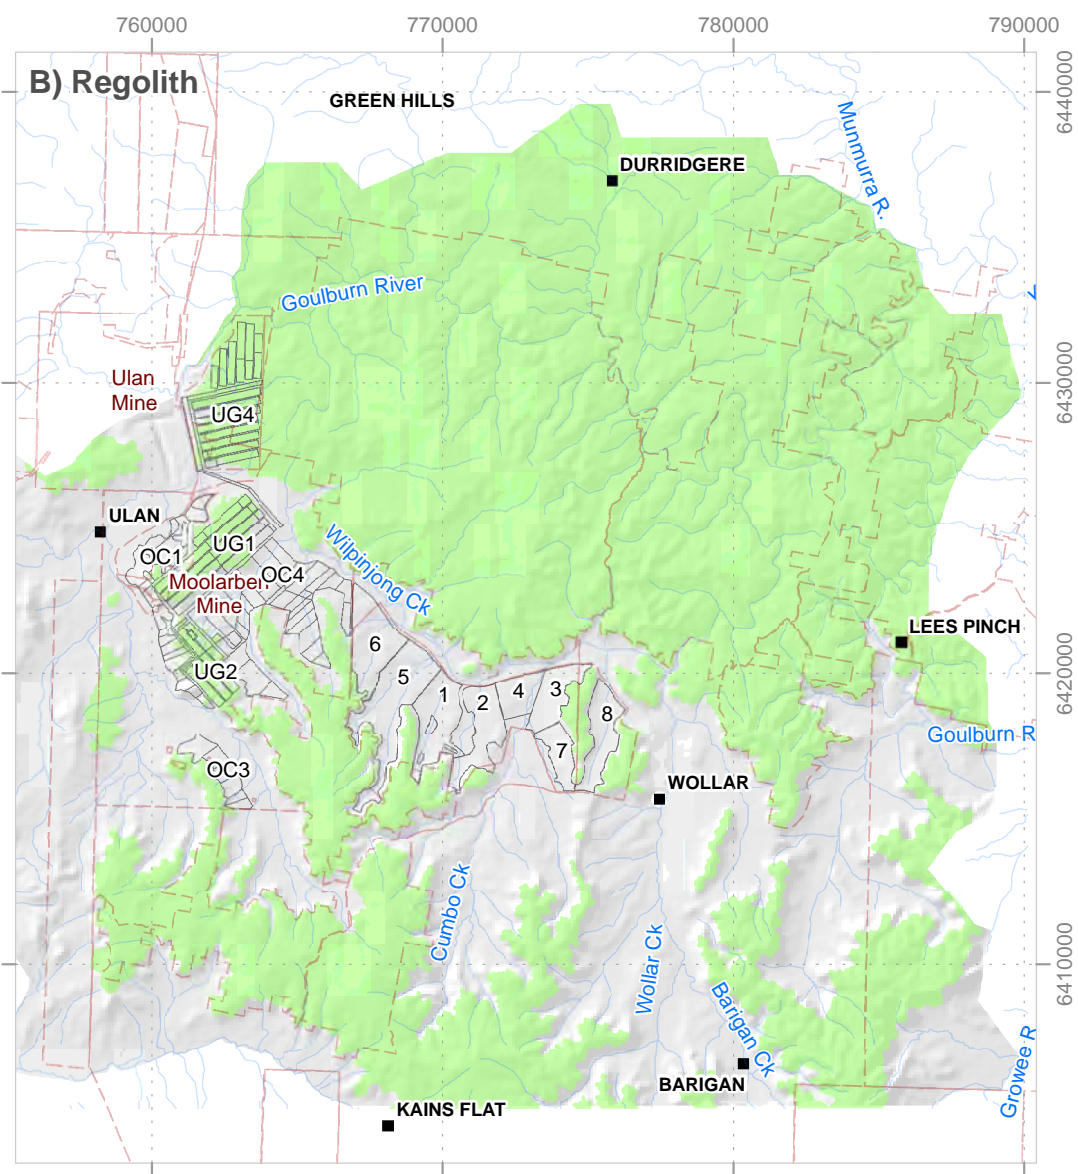 760000
770000
780000
790000
B) Regolith
GREEN HILLS
6440000
Munmurra R.
DURRIDGERE
Goulburn River
Ulan
Mine
6430000
UG4
ULAN
OC1
UG1
Wilpinjong Ck
OC4
Moolarben
Mine
LEES PINCH
6
UG2
5
1
2
4
3
8
6420000
Goulburn R
7
OC3
WOLLAR
Cumbo Ck
Wollar Ck
Barigan Ck
6410000
BARIGAN
Growee R
KAINS FLAT